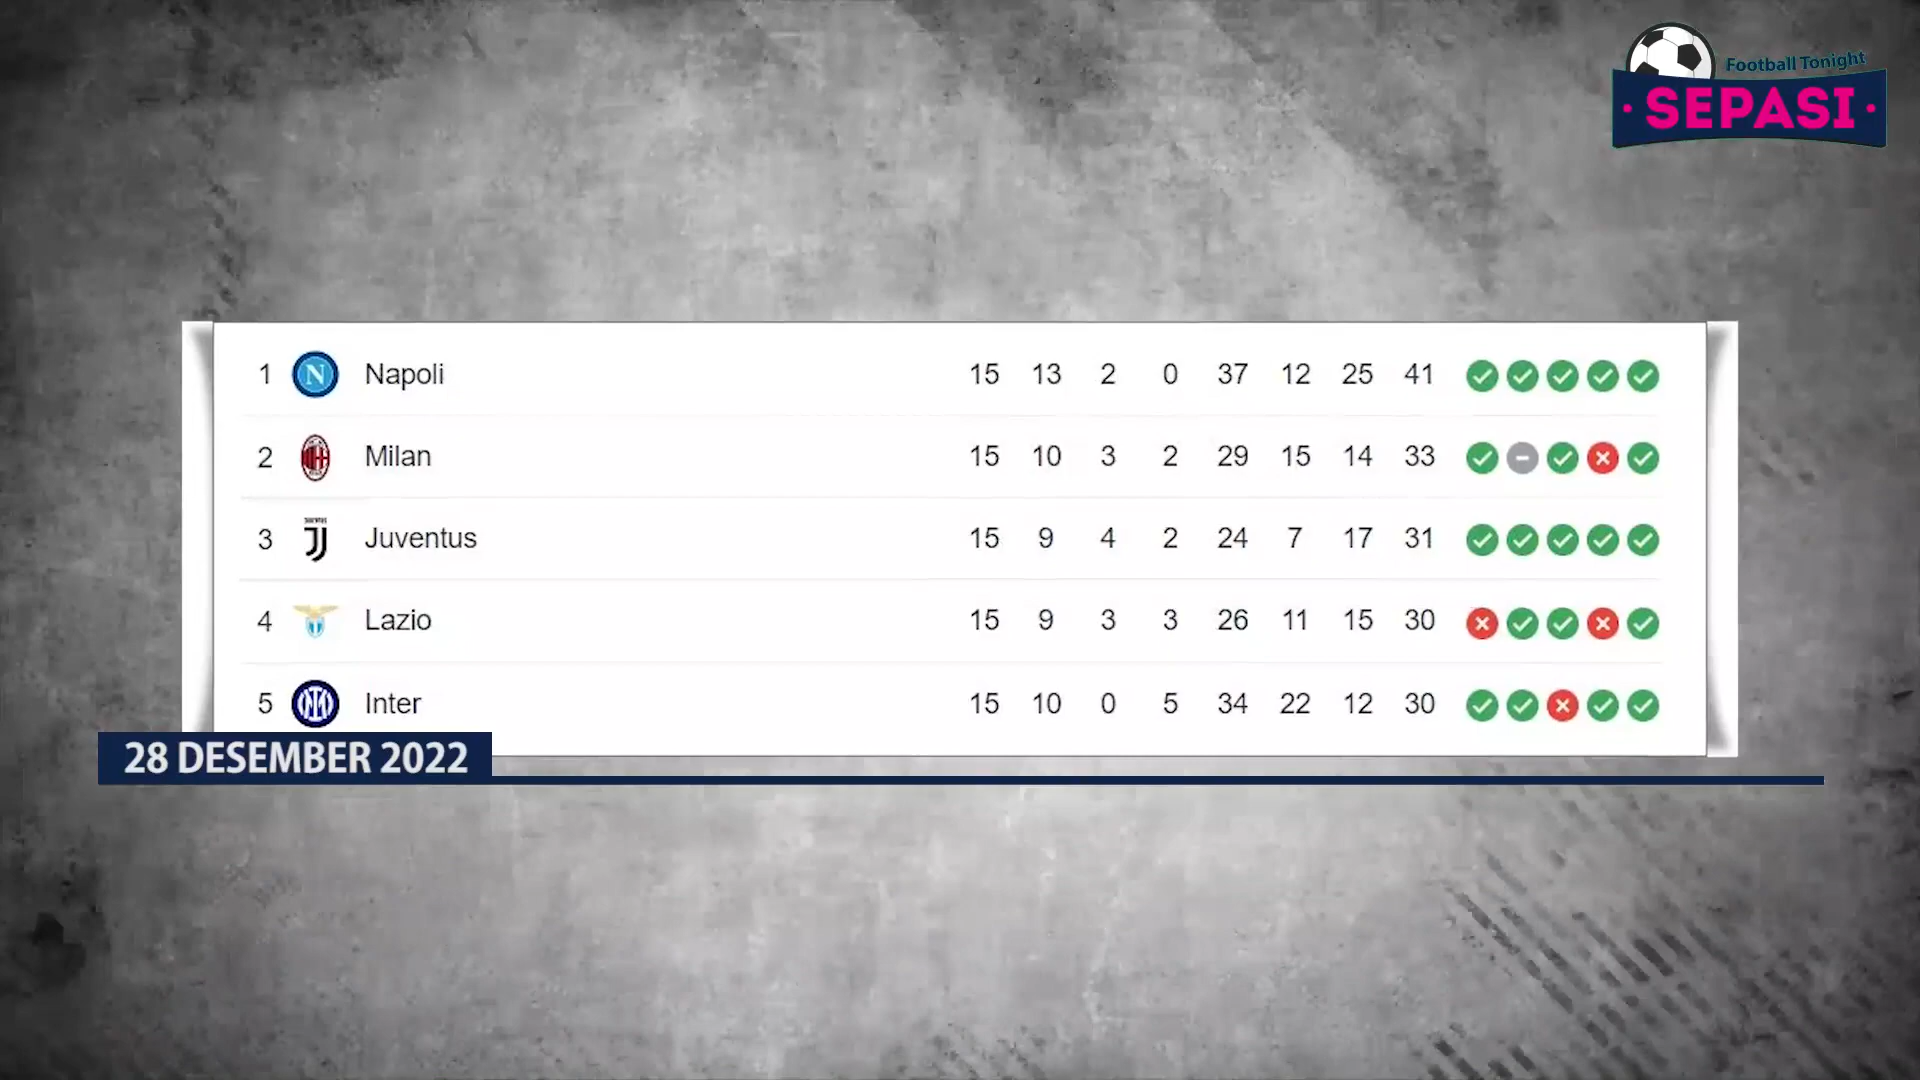 Football Tonight
SEPASI
1 N Napoli 15 13 2 0 37 12 25 41
2 Milan 15 10 3 2 29 15 14 33
3 Juventus 15 9 4 2 24 7 17 31
4 Lazio 15 9 3 3 26 11 15 30
5 Inter 15 10 0 5 34 22 12 30
28 DESEMBER 2022